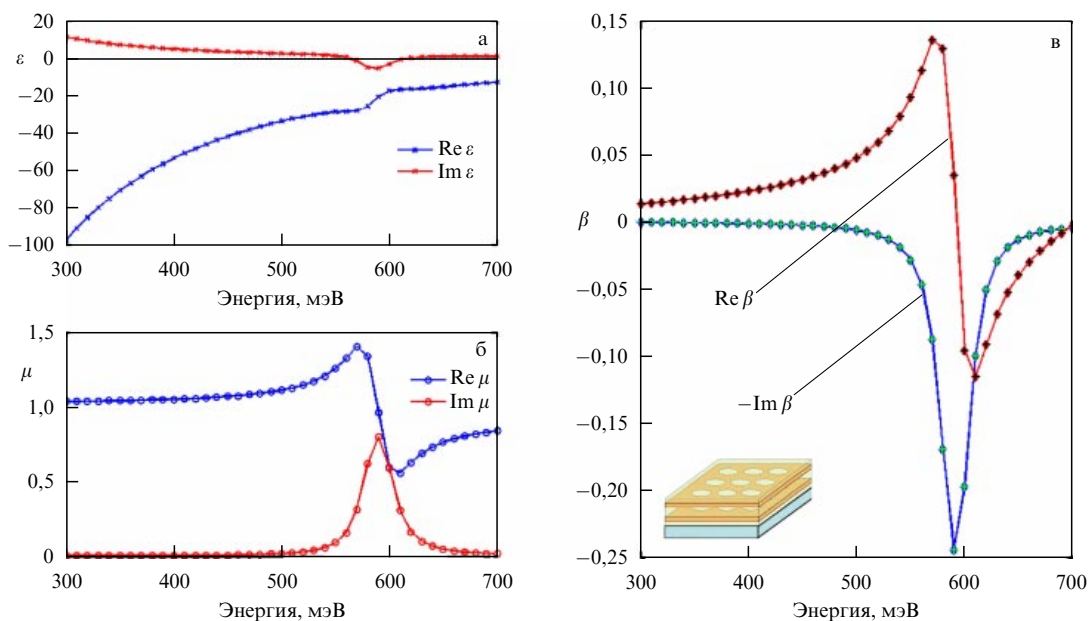 20
0
−20
−40
−60
−80
−100
ε
а
Re ε
Im ε
300
400
500
600
700
Энергия, мэВ
1,5
1,0
0,5
0
μ
б
Re μ
Im μ
300
400
500
600
700
Энергия, мэВ
0,15
0,10
0,05
0
−0,05
−0,10
−0,15
−0,20
−0,25
β
в
Re β
−Im β
300
400
500
600
700
Энергия, мэВ